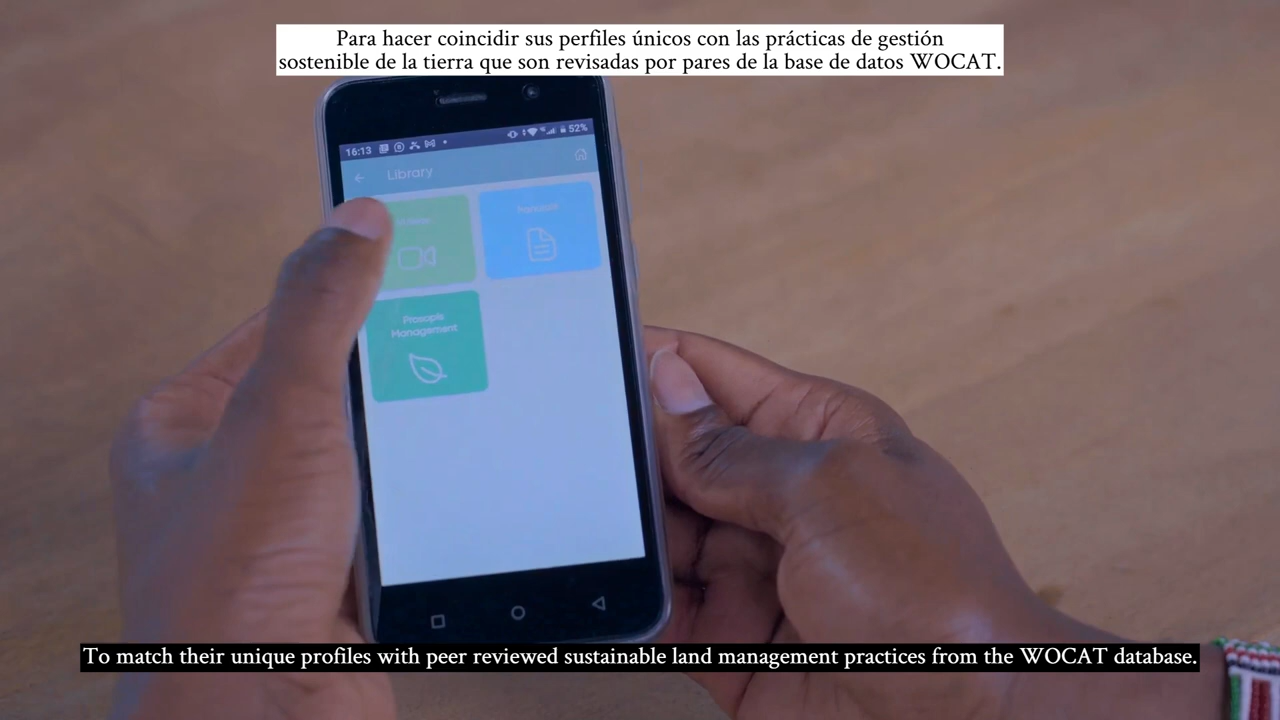 Para hacer coincidir sus perfiles únicos con las prácticas de gestión
sostenible de la tierra que son revisadas por pares de la base de datos WOCAT.
16:13
52%
Library
Prosopis
Management
To match their unique profiles with peer reviewed sustainable land management practices from the WOCAT database.